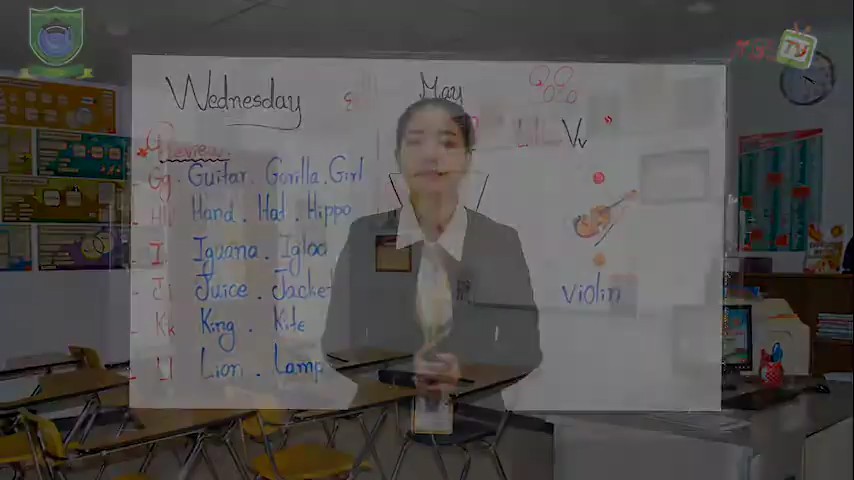 Wednesday May
Vv
Review
Gg. Guitar. Gorilla. Girl
Hh Hand. Hat. Hippo
I Iguana. Igloo
Jj Juice. Jacket
Kk King. Kite
Ll Lion. Lamp
violin
TV